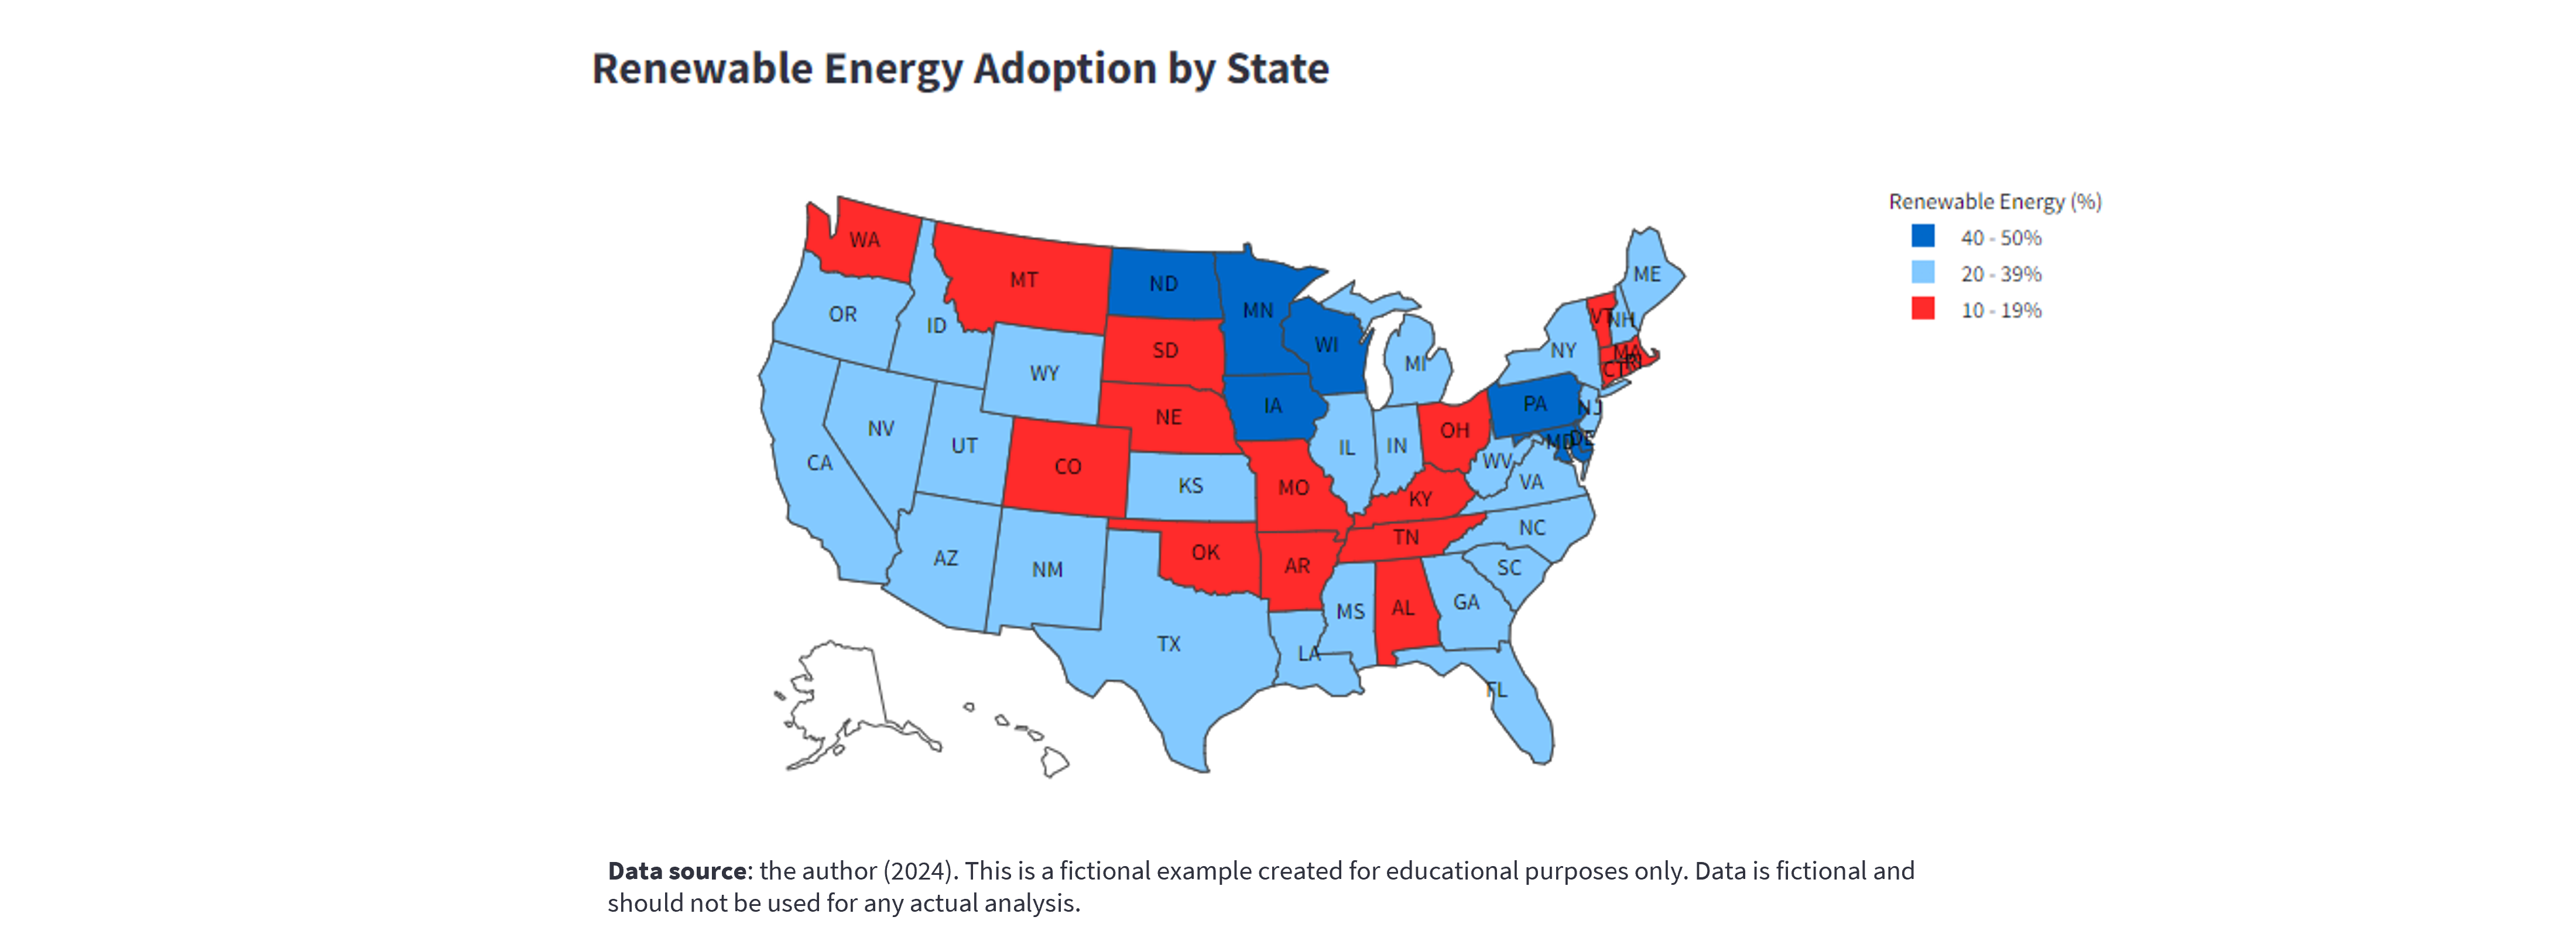 Renewable Energy Adoption by State
Renewable Energy (%)
40 - 50%
20 - 39%
10 - 19%
WA
MT
ND
MN
ME
OR
ID
SD
WI
VT
NH
WY
MI
NY
MA
CT
RI
NE
IA
PA
NJ
NV
UT
CO
KS
IL
IN
OH
MD
DE
CA
MO
WV
VA
KY
AZ
NM
OK
AR
TN
NC
SC
TX
MS
AL
GA
LA
FL
Data source: the author (2024). This is a fictional example created for educational purposes only. Data is fictional and
should not be used for any actual analysis.